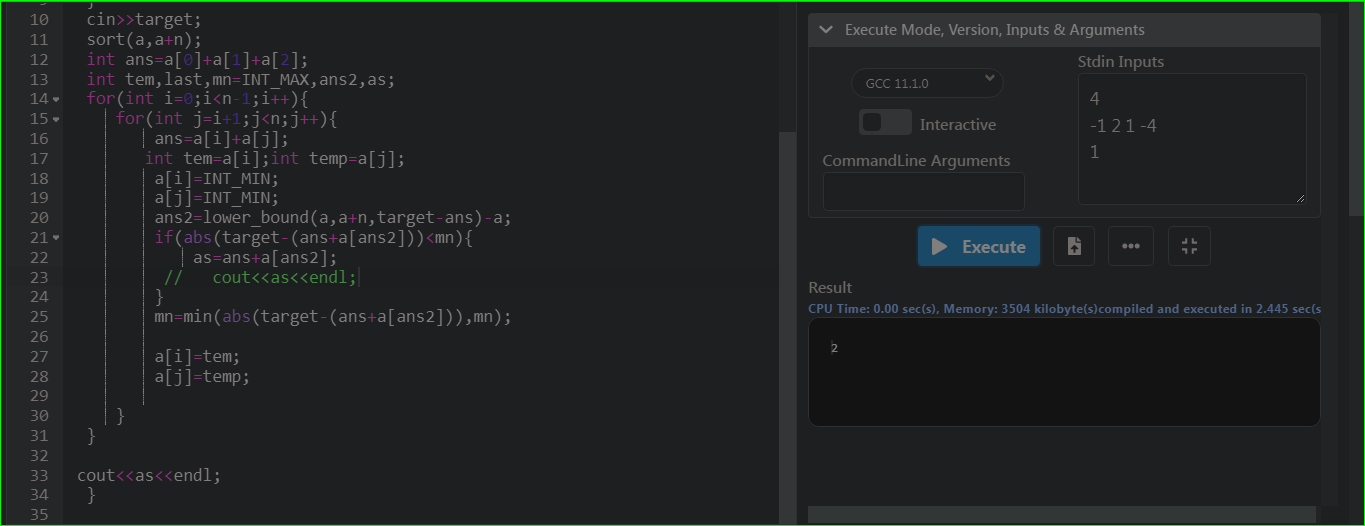 10 cin>>target;
11 sort(a,a+n);
12 int ans=a[0]+a[1]+a[2];
13 int tem,last,mn=INT_MAX,ans2,as;
14 for(int i=0;i<n-1;i++){
15 for(int j=i+1;j<n;j++){
16 ans=a[i]+a[j];
17 int tem=a[i];int temp=a[j];
18 a[i]=INT_MIN;
19 a[j]=INT_MIN;
20 ans2=lower_bound(a,a+n,target-ans)-a;
21 if(abs(target-(ans+a[ans2]))<mn){
22 as=ans+a[ans2];
23 // cout<<as<<endl;
24 }
25 mn=min(abs(target-(ans+a[ans2])),mn);
26
27 a[i]=tem;
28 a[j]=temp;
29
30 }
31 }
32
33 cout<<as<<endl;
34 }
35
Execute Mode, Version, Inputs & Arguments
GCC 11.1.0
Interactive
CommandLine Arguments
Stdin Inputs
4
-1 2 1 -4
1
Execute
Result
CPU Time: 0.00 sec(s), Memory: 3504 kilobyte(s)compiled and executed in 2.445 sec(s
2